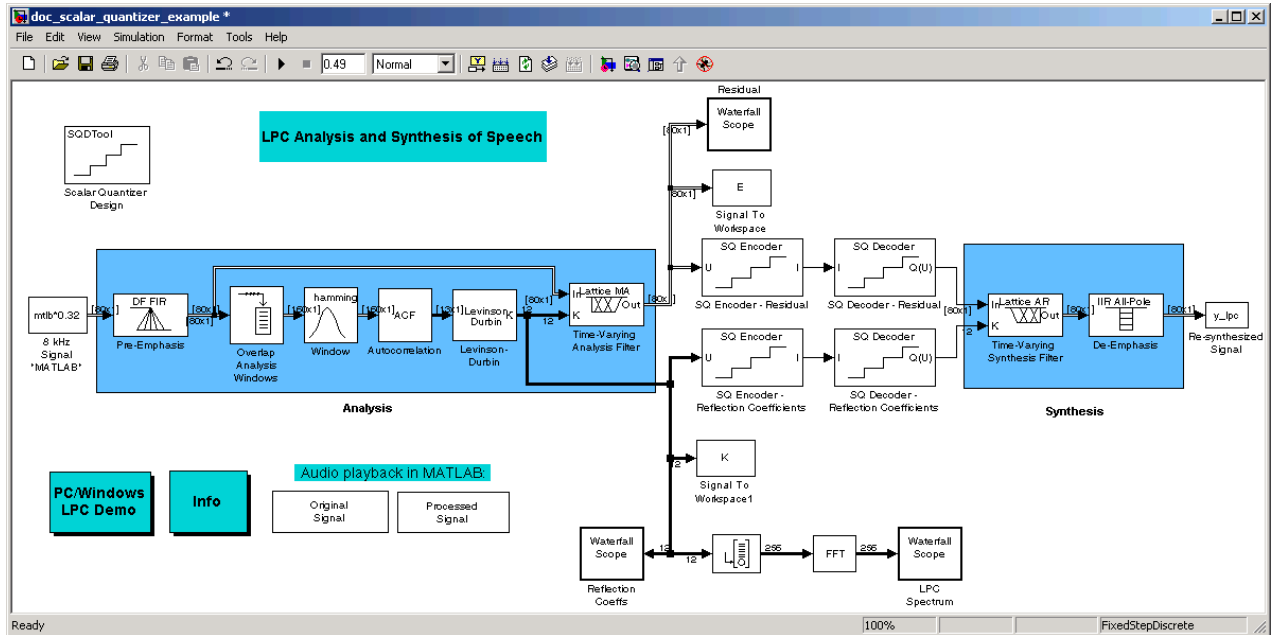 doc_scalar_quantizer_example *
File Edit View Simulation Format Tools Help
0.49 Normal
SQDTool
Scalar Quantizer
Design
LPC Analysis and Synthesis of Speech
Residual
Waterfall
Scope
[80x1]
E
[80x1]
Signal To
Workspace
mtlb*0.32
8 kHz
Signal
"MATLAB"
[80x1]
DF FIR
Pre-Emphasis
[80x1]
[80x1]
Overlap
Analysis
Windows
[160x1]
hamming
Window
[160x1]
ACF
Autocorrelation
[13x1]
Levinson
Durbin
K
Levinson-
Durbin
12
12
[80x1]
Lattice MA
In
Out
K
Time-Varying
Analysis Filter
Analysis
SQ Encoder
U
I
SQ Encoder - Residual
SQ Decoder
I
Q(U)
SQ Decoder - Residual
SQ Encoder
U
I
SQ Encoder -
Reflection Coefficients
SQ Decoder
I
Q(U)
SQ Decoder -
Reflection Coefficients
[80x1]
12
Lattice AR
In
Out
K
Time-Varying
Synthesis Filter
[80x1]
IIR All-Pole
De-Emphasis
Synthesis
[80x1]
y_lpc
Re-synthesized
Signal
PC/Windows
LPC Demo
Info
Audio playback in MATLAB:
Original
Signal
Processed
Signal
12
K
Signal To
Workspace1
Waterfall
Scope
Reflection
Coeffs
12
12
256
FFT
256
Waterfall
Scope
LPC
Spectrum
Ready
100%
FixedStepDiscrete